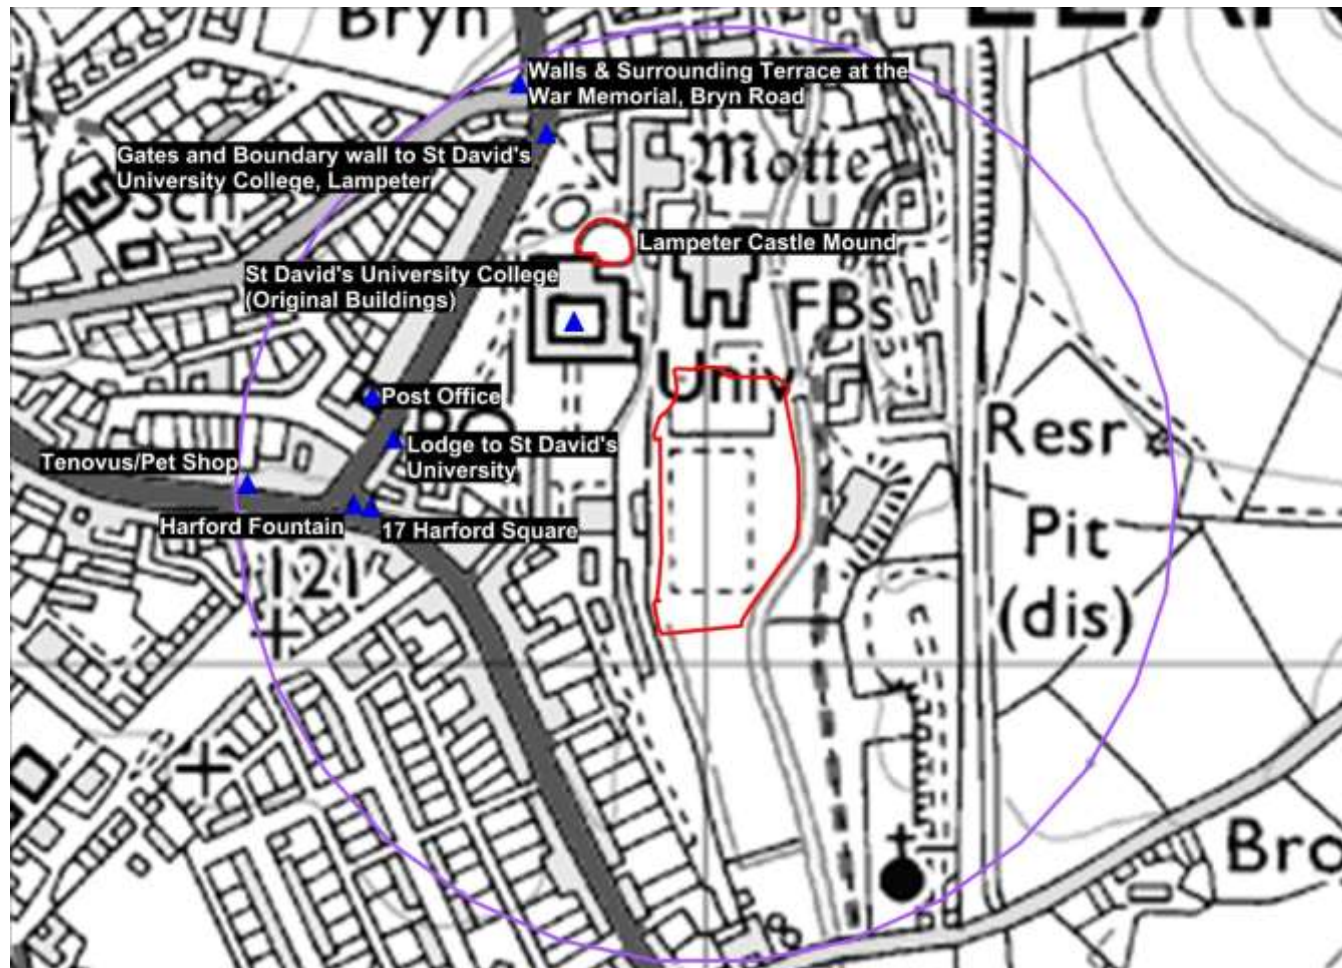 Bryn
Walls & Surrounding Terrace at the
War Memorial, Bryn Road
Gates and Boundary wall to St David's
University College, Lampeter
Sch
Motte
Lampeter Castle Mound
St David's University College
(Original Buildings)
FBs
Univ
Post Office
Resr
Lodge to St David's
University
Tenovus/Pet Shop
Harford Fountain
17 Harford Square
Pit
(dis)
121
Bro